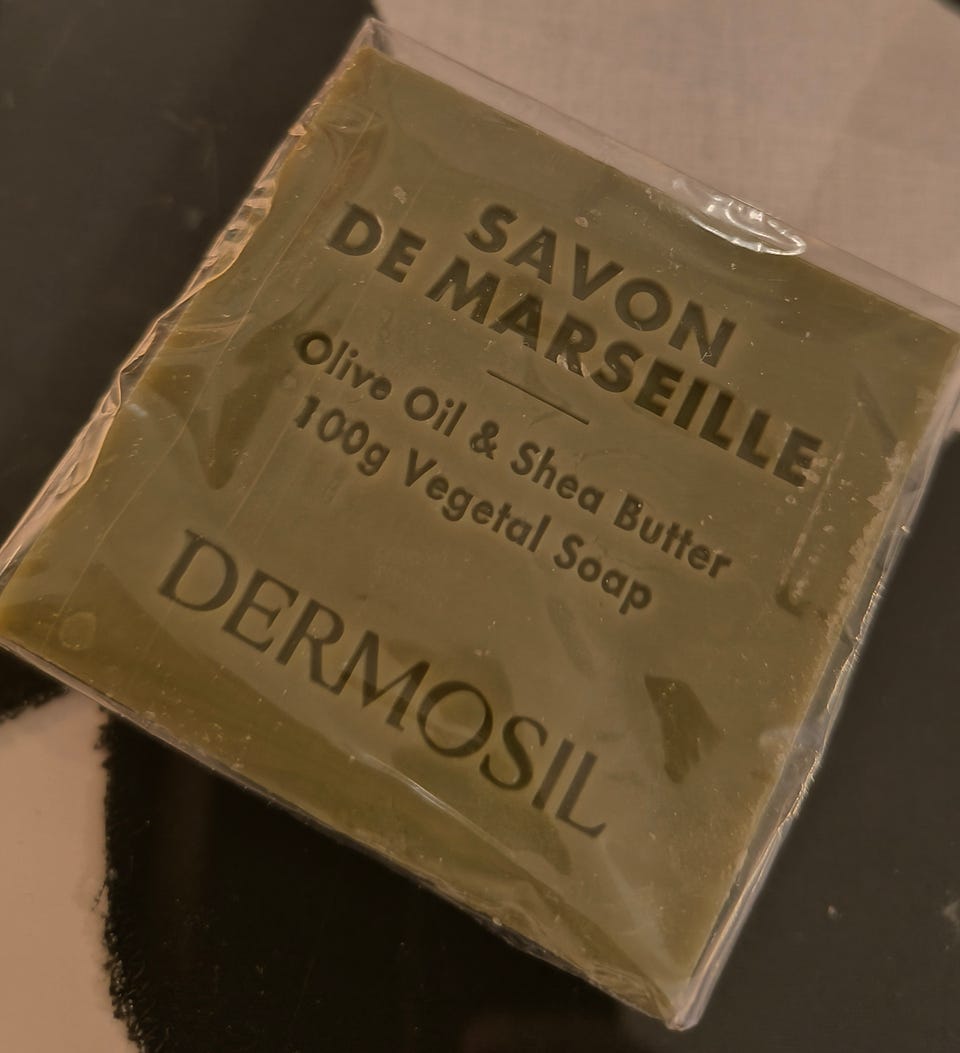 SAVON
DE MARSEILLE
Olive Oil & Shea Butter
100g Vegetal Soap
DERMOSIL